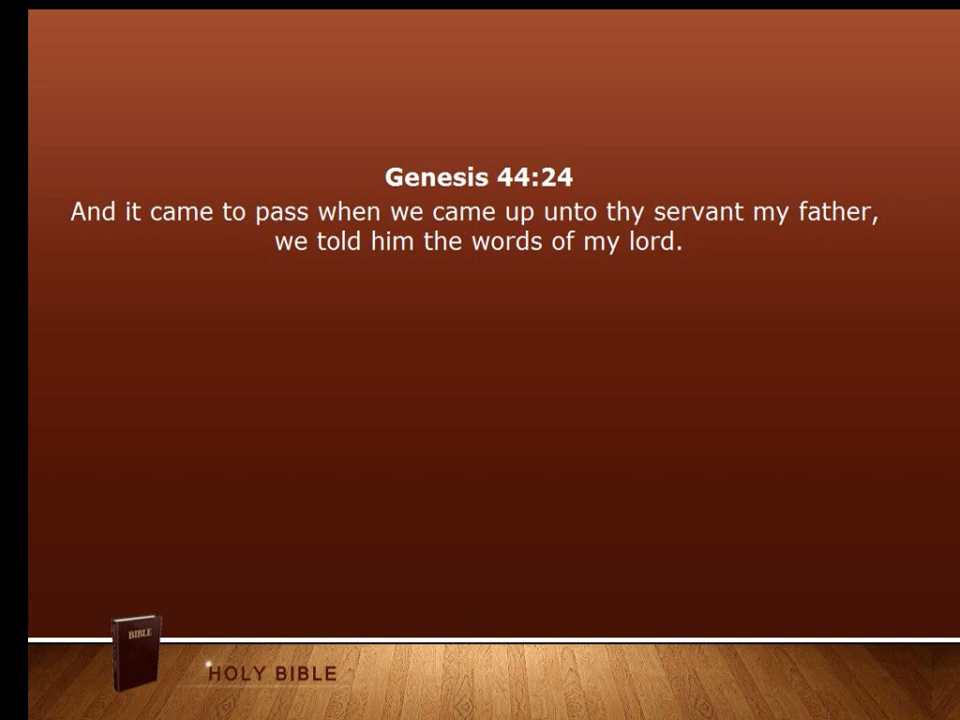 Genesis 44:24
And it came to pass when we came up unto thy servant my father,
we told him the words of my lord.
BIBLE
HOLY BIBLE